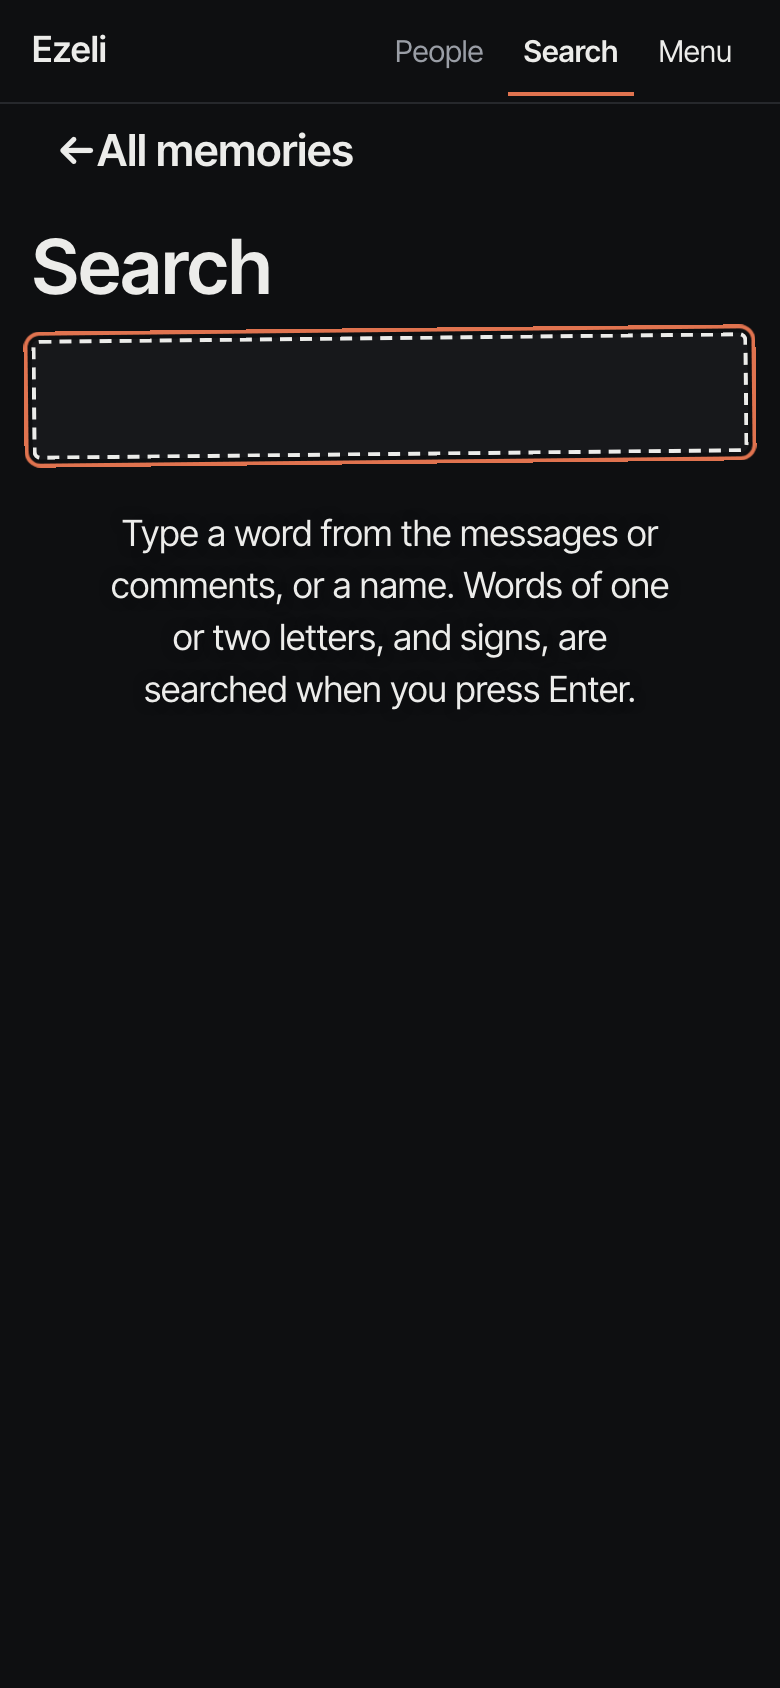 Ezeli
People
Search
Menu
←All memories
Search
Type a word from the messages or
comments, or a name. Words of one
or two letters, and signs, are
searched when you press Enter.